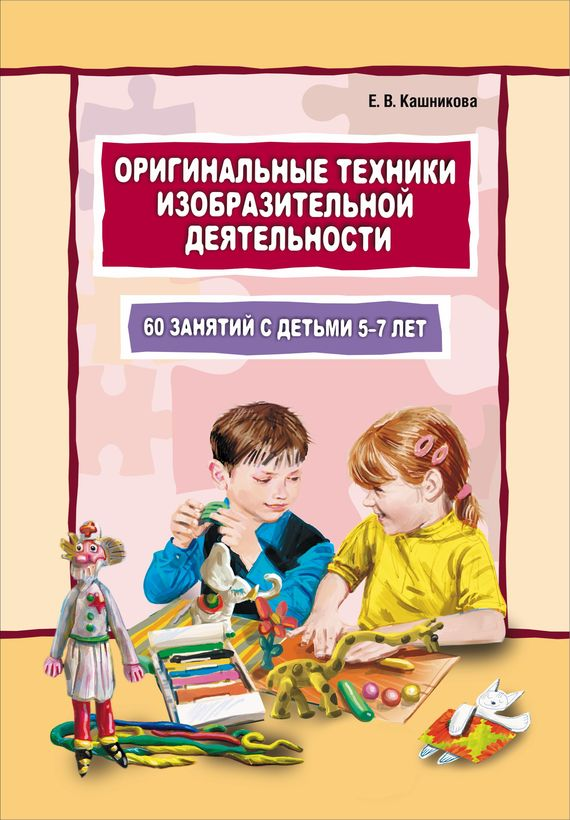 Е. В. Кашникова
ОРИГИНАЛЬНЫЕ ТЕХНИКИ
ИЗОБРАЗИТЕЛЬНОЙ
ДЕЯТЕЛЬНОСТИ
60 ЗАНЯТИЙ С ДЕТЬМИ 5–7 ЛЕТ